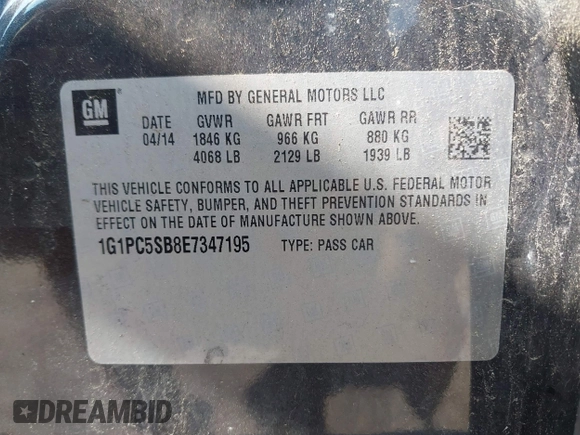 GM
MFD BY GENERAL MOTORS LLC
DATE GVWR GAWR FRT GAWR RR
04/14 1846 KG 966 KG 880 KG
4068 LB 2129 LB 1939 LB
THIS VEHICLE CONFORMS TO ALL APPLICABLE U.S. FEDERAL MOTOR
VEHICLE SAFETY, BUMPER, AND THEFT PREVENTION STANDARDS IN
EFFECT ON THE DATE OF MANUFACTURE SHOWN ABOVE.
1G1PC5SB8E7347195 TYPE: PASS CAR
DREAMBID